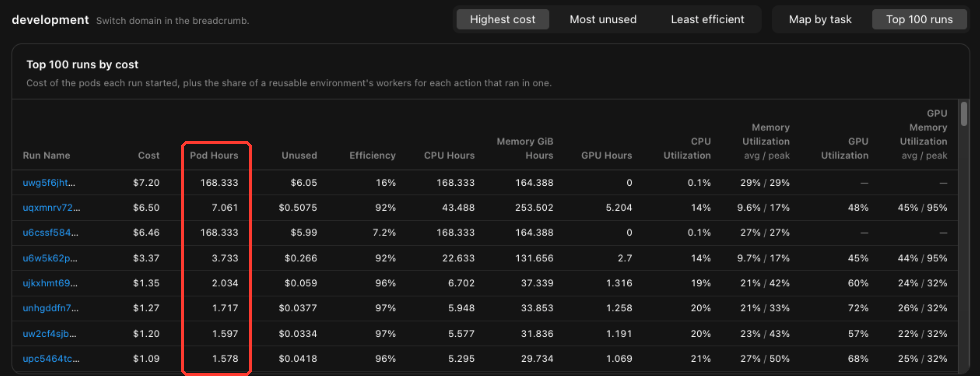 development Switch domain in the breadcrumb.
Highest cost Most unused Least efficient Map by task Top 100 runs
Top 100 runs by cost
Cost of the pods each run started, plus the share of a reusable environment's workers for each action that ran in one.
Run Name Cost Pod Hours Unused Efficiency CPU Hours Memory GiB Hours GPU Hours CPU Utilization Memory Utilization avg / peak GPU Utilization GPU Memory Utilization avg / peak
uwg5f6jht... $7.20 168.333 $6.05 16% 168.333 164.388 0 0.1% 29% / 29% — —
uqxmnrv72... $6.50 7.061 $0.5075 92% 43.488 253.502 5.204 14% 9.6% / 17% 48% 45% / 95%
u6cssf584... $6.46 168.333 $5.99 7.2% 168.333 164.388 0 0.1% 27% / 27% — —
u6w5k62p... $3.37 3.733 $0.266 92% 22.633 131.656 2.7 14% 9.7% / 17% 45% 44% / 95%
ujkxhmt69... $1.35 2.034 $0.059 96% 6.702 37.339 1.316 19% 21% / 42% 60% 24% / 32%
unhgddfn7... $1.27 1.717 $0.0377 97% 5.948 33.853 1.258 20% 21% / 33% 72% 26% / 32%
uw2cf4sjb... $1.20 1.597 $0.0334 97% 5.577 31.836 1.191 20% 23% / 43% 57% 22% / 32%
upc5464tc... $1.09 1.578 $0.0418 96% 5.295 29.734 1.069 21% 27% / 50% 68% 25% / 32%